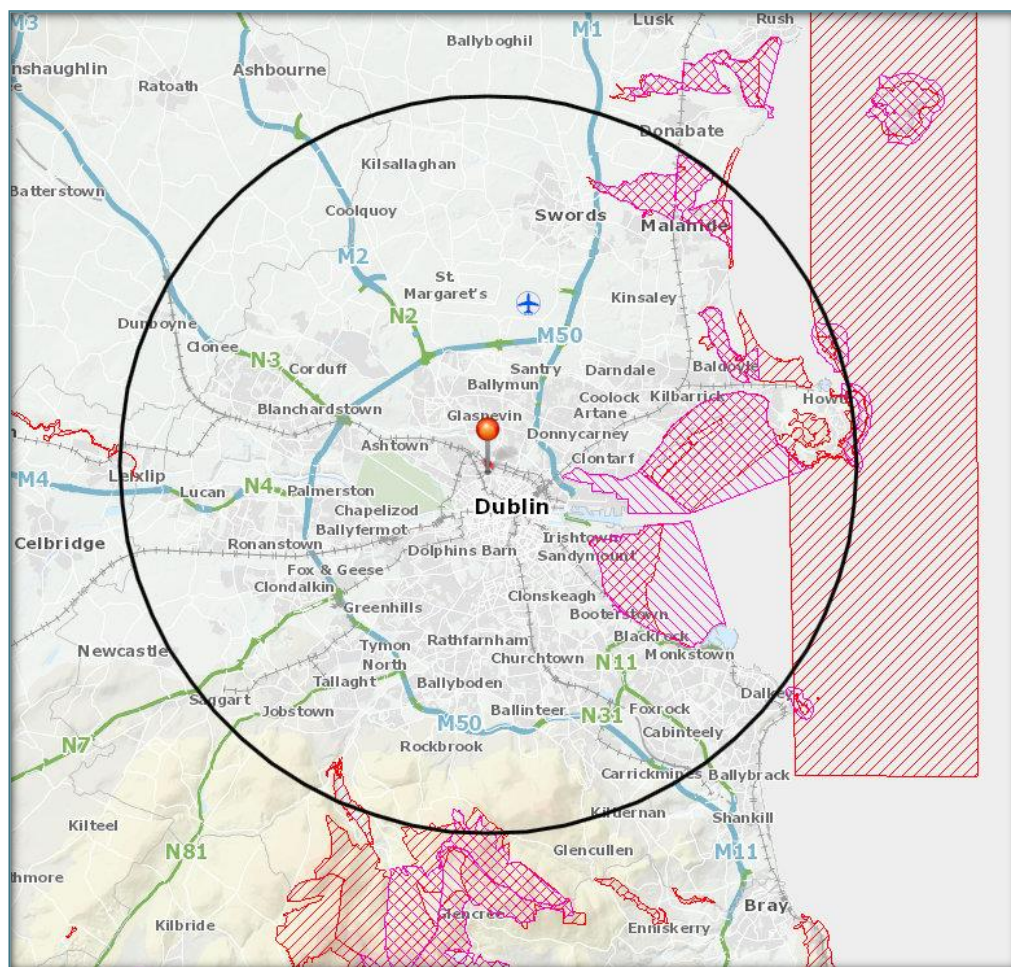 M3
Ballyboghil
M1
Lusk
Rush
nshaughlin
Ashbourne
Ratoath
Donabate
Kilsallaghan
Batterstown
Coolquoy
Swords
Malahide
M2
St.
Margaret's
Kinsaley
N2
Dunboyne
M50
Clonee
N3
Corduff
Santry
Baldoyle
Ballymun
Darndale
Blanchardstown
Coolock
Kilbarrick
Howt
Artane
Glasnevin
Ashtown
Donnycarney
Clontarf
M4
Leixlip
Lucan
N4
Palmerston
Chapelizod
Dublin
Ballyfermot
Celbridge
Ronanstown
Dolphins Barn
Irishtown
Sandymount
Fox & Geese
Clondalkin
Clonskeagh
Greenhills
Booterstown
Newcastle
Tymon
North
Rathfarnham
Blackrock
Churchtown
N11
Monkstown
Tallaght
Ballyboden
Saggart
Dalke
Jobstown
M50
Ballinteer
N31
Foxrock
N7
Rockbrook
Cabinteely
Carrickmines
Ballybrack
Kilteel
Kilternan
Shankill
N81
Glencullen
M11
thmore
Kilbride
Glencree
Bray
Enniskerry